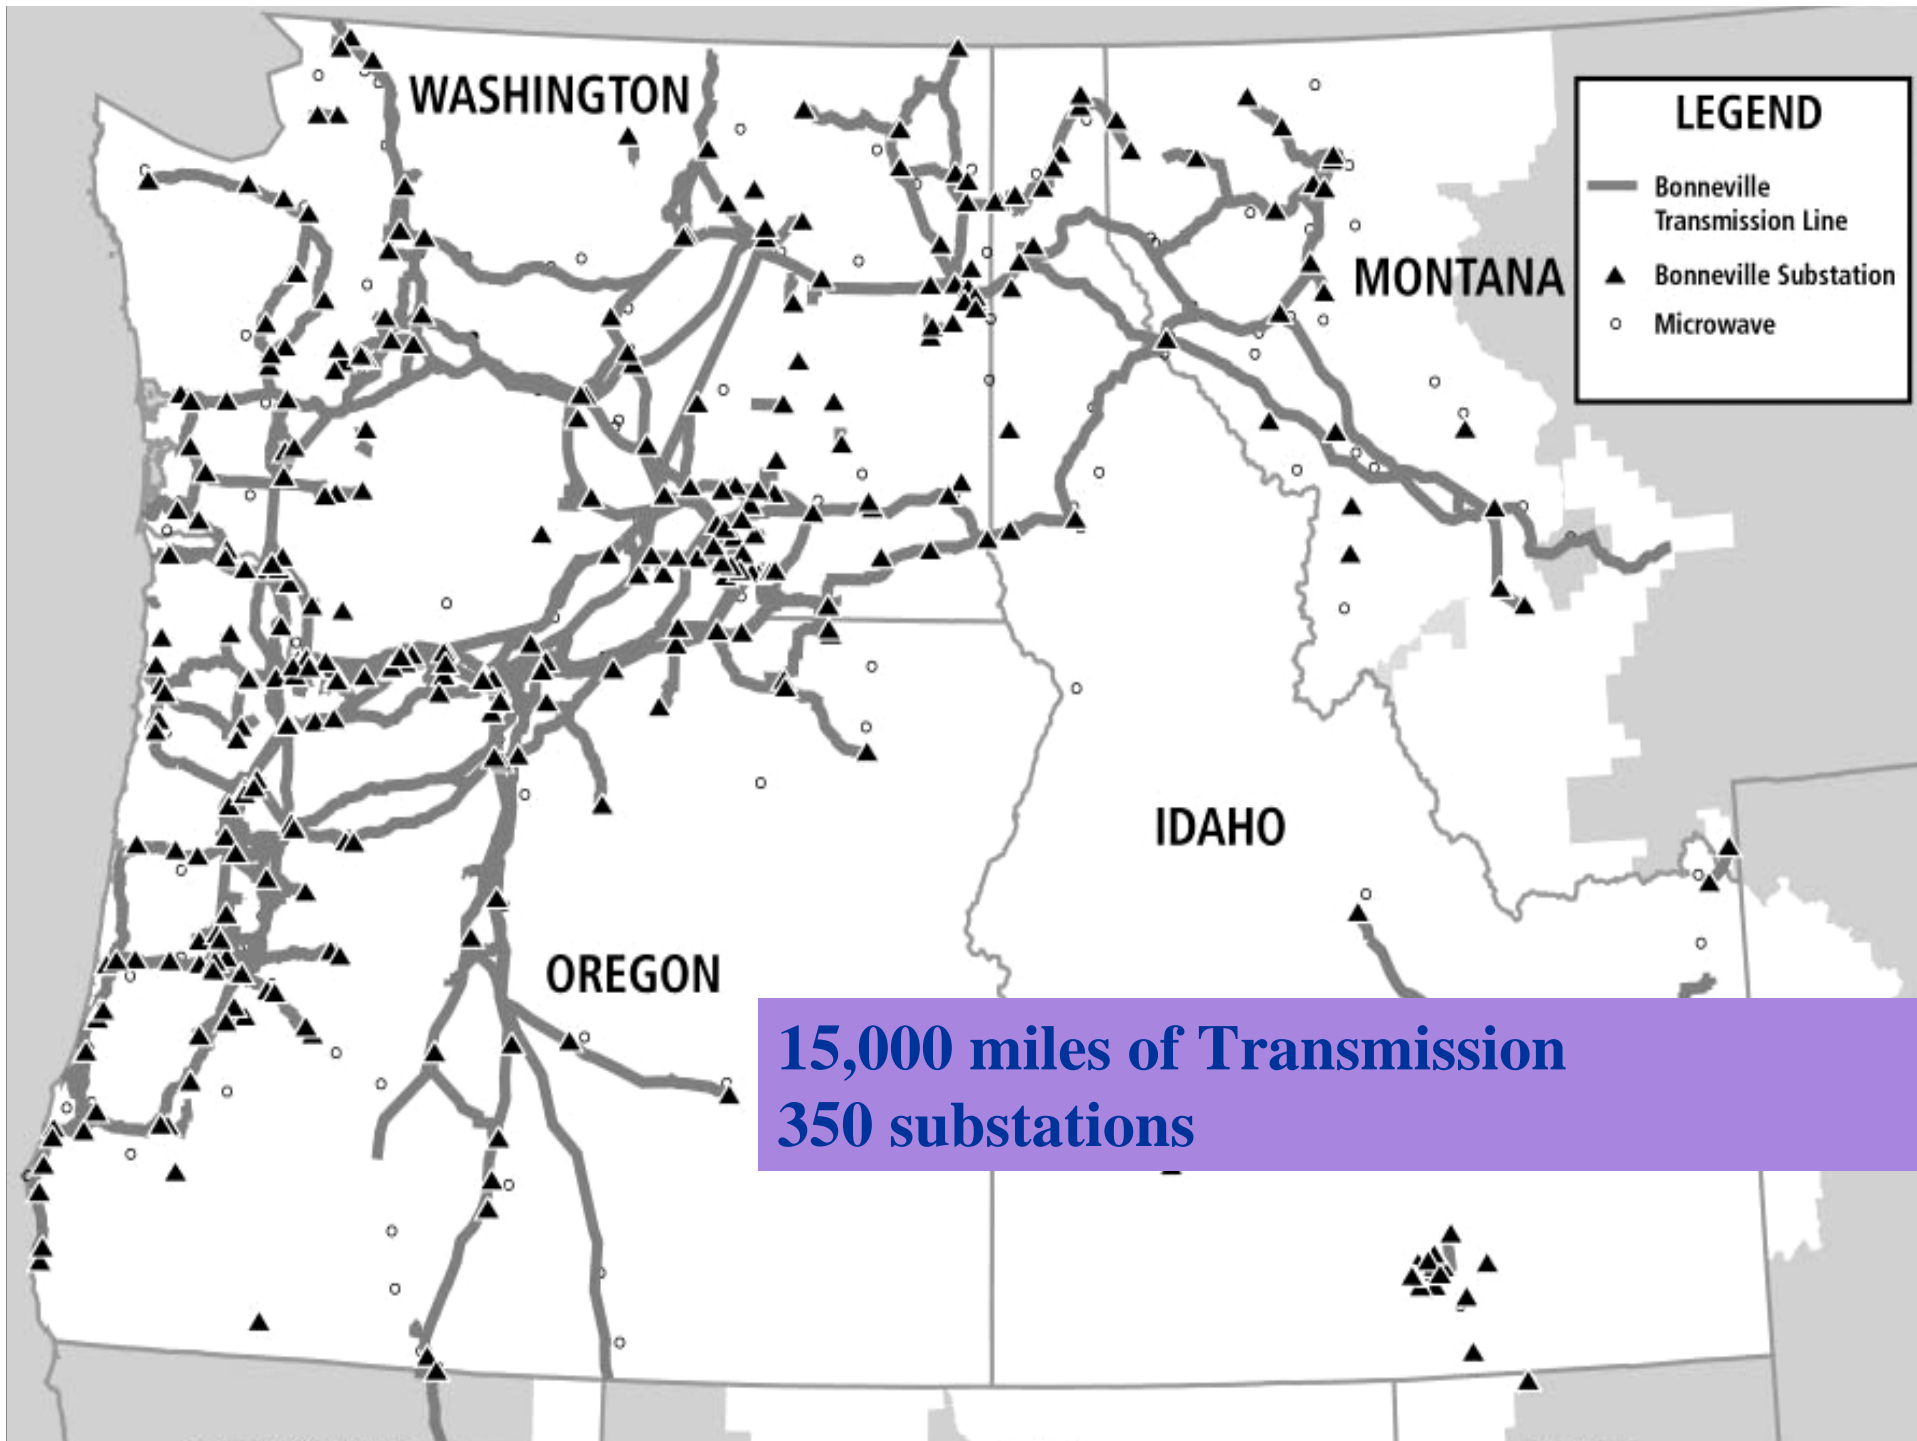 WASHINGTON
LEGEND
Bonneville
Transmission Line
Bonneville Substation
Microwave
MONTANA
IDAHO
OREGON
15,000 miles of Transmission
350 substations